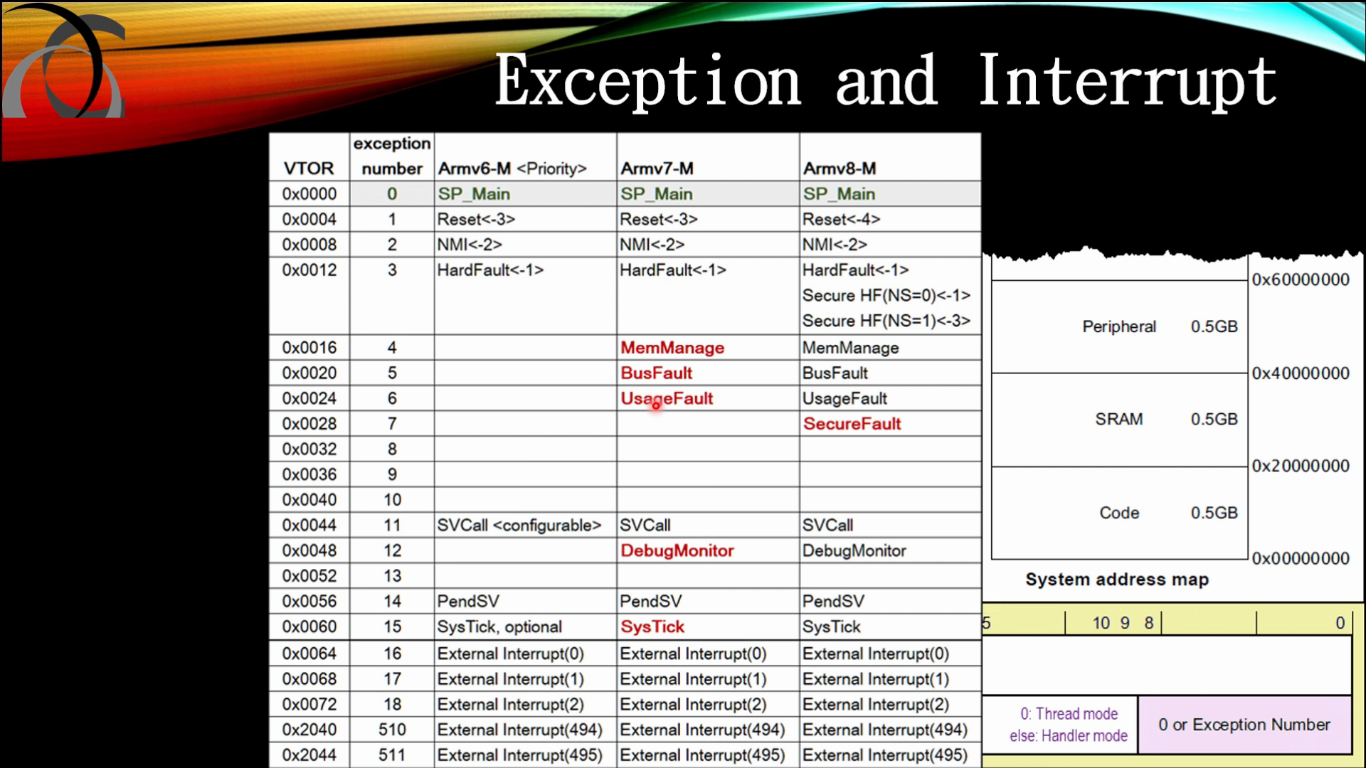 Exception and Interrupt
VTOR exception number Armv6-M <Priority> Armv7-M Armv8-M
0x0000 0 SP_Main SP_Main SP_Main
0x0004 1 Reset<-3> Reset<-3> Reset<-4>
0x0008 2 NMI<-2> NMI<-2> NMI<-2>
0x0012 3 HardFault<-1> HardFault<-1> HardFault<-1>
Secure HF(NS=0)<-1>
Secure HF(NS=1)<-3>
0x0016 4 MemManage MemManage
0x0020 5 BusFault BusFault
0x0024 6 UsageFault UsageFault
0x0028 7 SecureFault
0x0032 8
0x0036 9
0x0040 10
0x0044 11 SVCall <configurable> SVCall SVCall
0x0048 12 DebugMonitor DebugMonitor
0x0052 13
0x0056 14 PendSV PendSV PendSV
0x0060 15 SysTick, optional SysTick SysTick
0x0064 16 External Interrupt(0) External Interrupt(0) External Interrupt(0)
0x0068 17 External Interrupt(1) External Interrupt(1) External Interrupt(1)
0x0072 18 External Interrupt(2) External Interrupt(2) External Interrupt(2)
0x2040 510 External Interrupt(494) External Interrupt(494) External Interrupt(494)
0x2044 511 External Interrupt(495) External Interrupt(495) External Interrupt(495)
0x60000000
Peripheral 0.5GB
0x40000000
SRAM 0.5GB
0x20000000
Code 0.5GB
0x00000000
System address map
5 10 9 8 0
0: Thread mode
else: Handler mode
0 or Exception Number